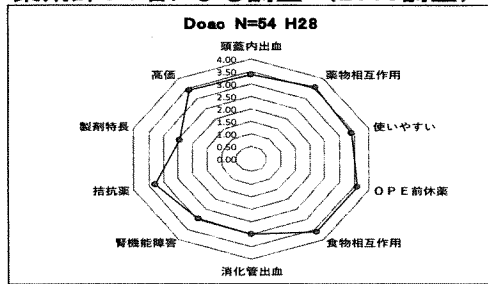 Doac N=54 H28
頭蓋内出血
薬物相互作用
使いやすい
OPE前休薬
食物相互作用
消化管出血
腎機能障害
拮抗薬
製剤特長
高価
4.00
3.50
3.00
2.50
2.00
1.50
1.00
0.50
0.00